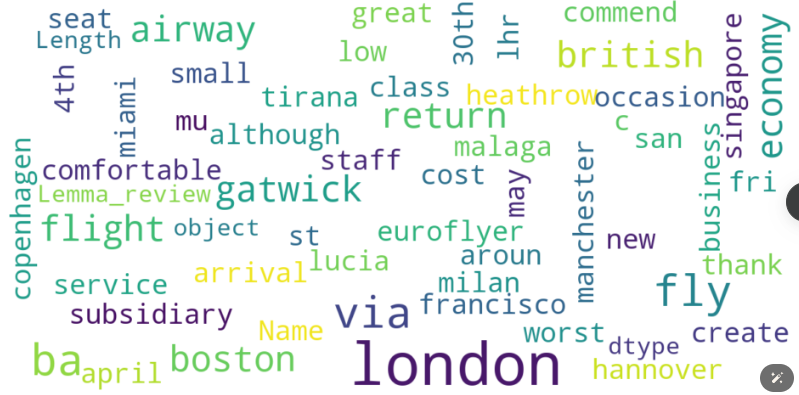 seat
Length
airway
great
low
30th
lhr
commend
british
singapore
economy
4th
miami
small
tirana
class
return
heathrow
occasion
c
san
mu
although
staff
malaga
copenhagen
comfortable
Lemma_review
gatwick
cost
may
manchester
business
fri
flight
object
st
euroflyer
aroun
new
thank
service
arrival
lucia
milan
francisco
fly
subsidiary
Name
via
worst
dtype
create
ba
april
boston
london
hannover